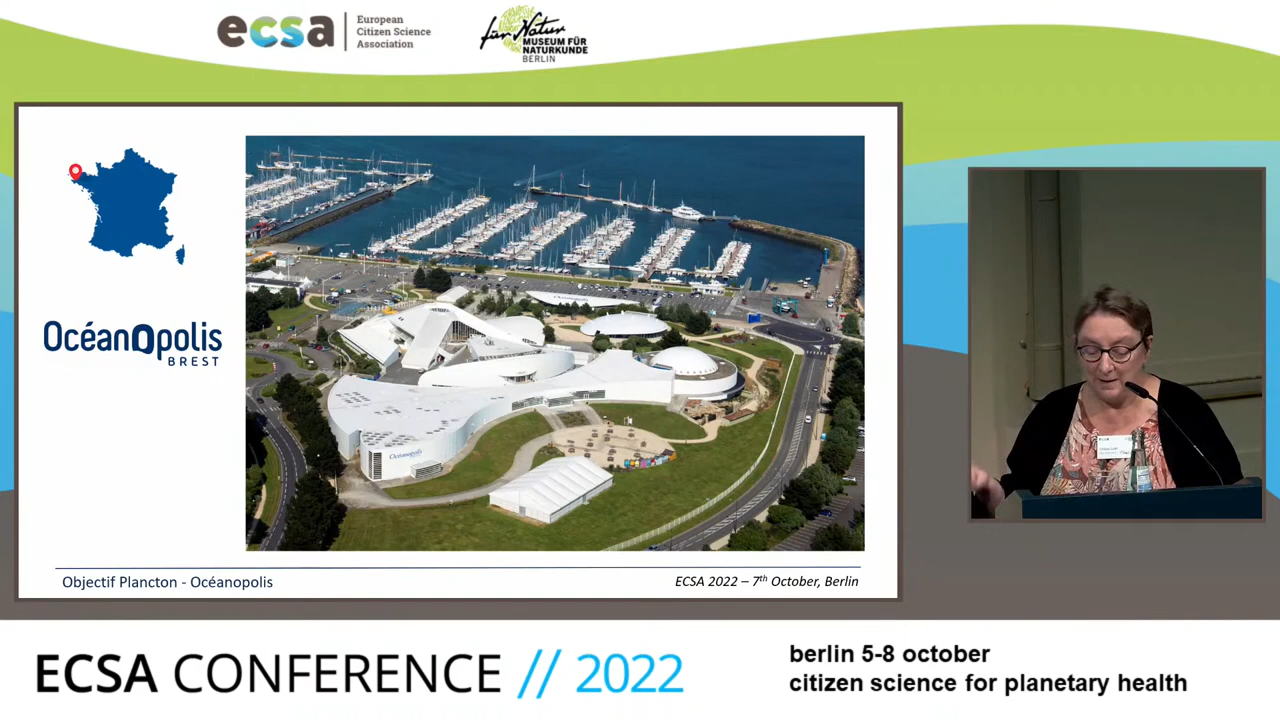 ecsa
European
Citizen Science
Association
für Natur
MUSEUM FÜR
NATURKUNDE
BERLIN
OcéanOpolis
BREST
Océanopolis
Objectif Plancton - Océanopolis
ECSA 2022 – 7th October, Berlin
ECSA CONFERENCE // 2022
berlin 5-8 october
citizen science for planetary health